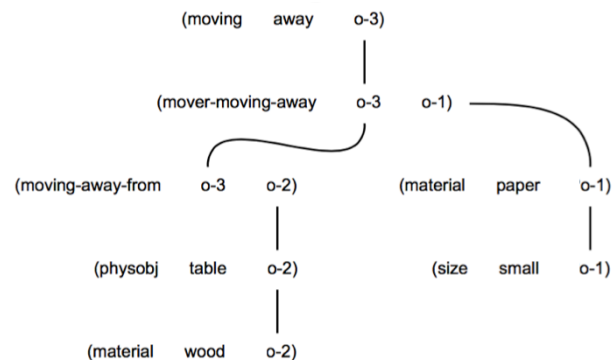 (moving away o-3)
(mover-moving-away o-3 o-1)
(moving-away-from o-3 o-2) (material paper o-1)
(physobj table o-2) (size small o-1)
(material wood o-2)